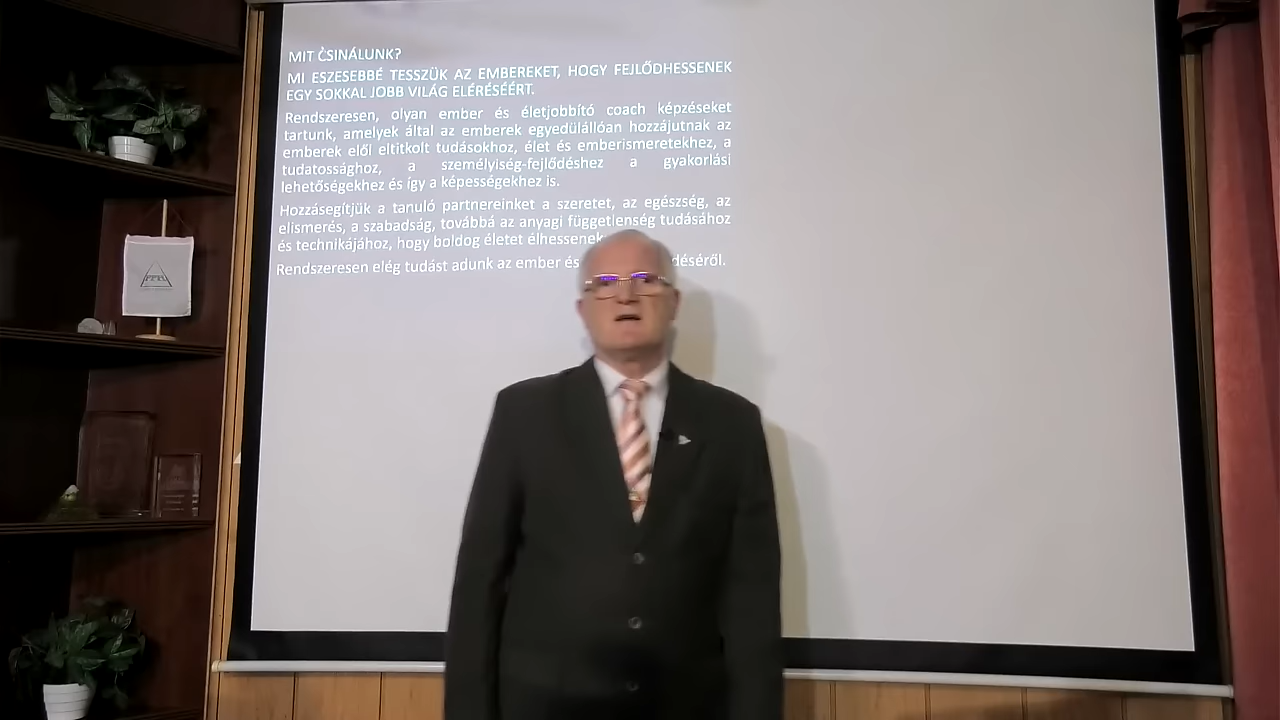 MIT CSINÁLUNK?
MI ESZESEBBÉ TESSZÜK AZ EMBEREKET, HOGY FEJLŐDHESSENEK
EGY SOKKAL JOBB VILÁG ELÉRÉSÉÉRT.
Rendszeresen, olyan ember és életjobbító coach képzéseket
tartunk, amelyek által az emberek egyedülállóan hozzájutnak az
emberek elől eltitkolt tudásokhoz, élet és emberismeretekhez, a
tudatossághoz, a személyiség-fejlődéshez a gyakorlási
lehetőségekhez és így a képességekhez is.
Hozzásegítjük a tanuló partnereinket a szeretet, az egészség, az
elismerés, a szabadság, továbbá az anyagi függetlenség tudásához
és technikájához, hogy boldog életet élhessenek
Rendszeresen elég tudást adunk az ember és déséről.